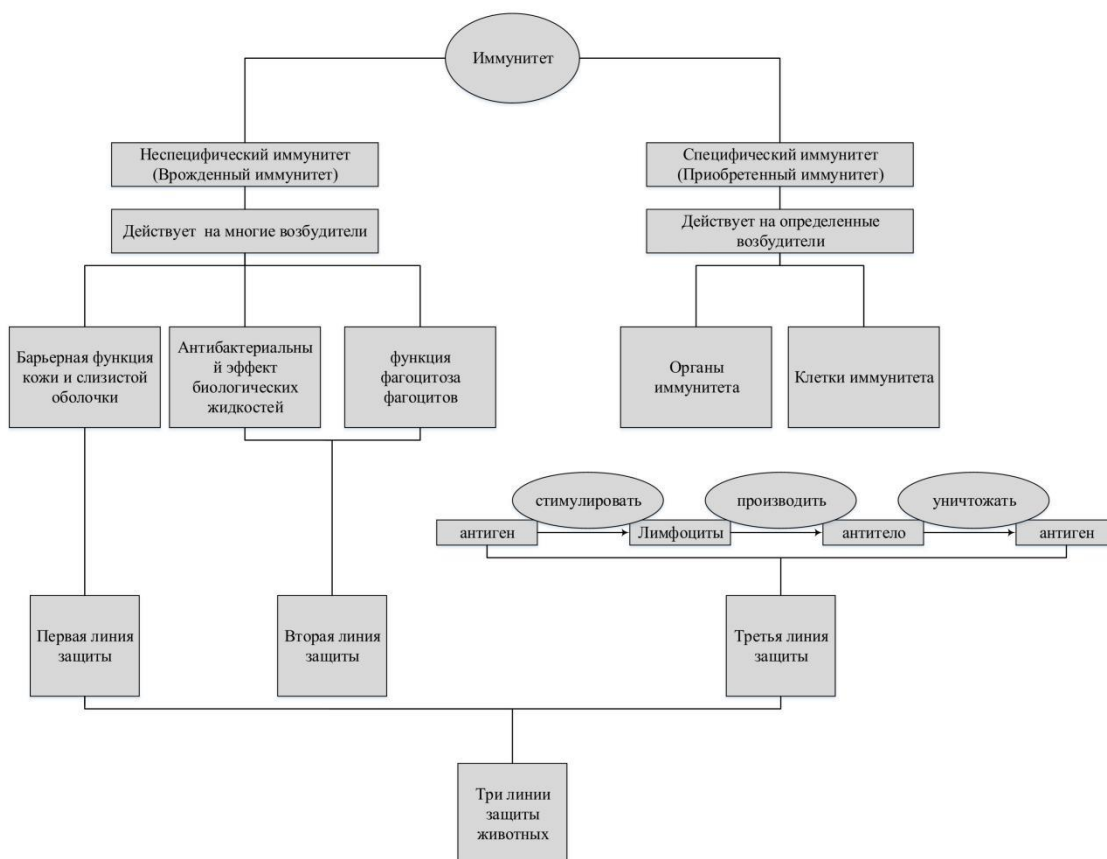 Иммунитет
Неспецифический иммунитет
(Врожденный иммунитет)
Специфический иммунитет
(Приобретенный иммунитет)
Действует на многие возбудители
Действует на определенные
возбудители
Барьерная функция
кожи и слизистой
оболочки
Антибактериальны
й эффект
биологических
жидкостей
функция
фагоцитоза
фагоцитов
Органы
иммунитета
Клетки иммунитета
стимулировать
производить
уничтожать
антиген
Лимфоциты
антитело
антиген
Первая линия
защиты
Вторая линия
защиты
Третья линия
защиты
Три линии
защиты
животных